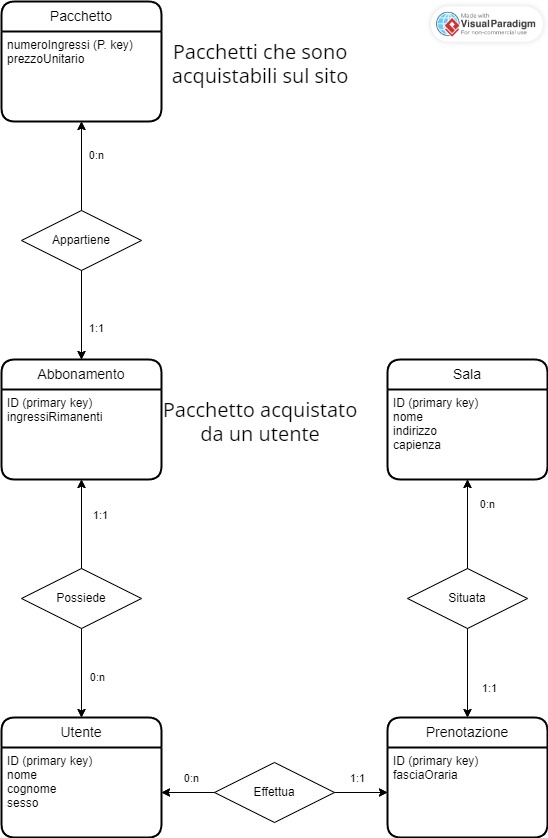 Pacchetto
numeroIngressi (P. key)
prezzoUnitario
Pacchetti che sono
acquistabili sul sito
Made with
Visual Paradigm
For non-commercial use
0:n
Appartiene
1:1
Abbonamento
ID (primary key)
ingressiRimanenti
Pacchetto acquistato
da un utente
Sala
ID (primary key)
nome
indirizzo
capienza
1:1
0:n
Possiede
Situata
0:n
1:1
Utente
ID (primary key)
nome
cognome
sesso
Prenotazione
ID (primary key)
fasciaOraria
0:n
Effettua
1:1